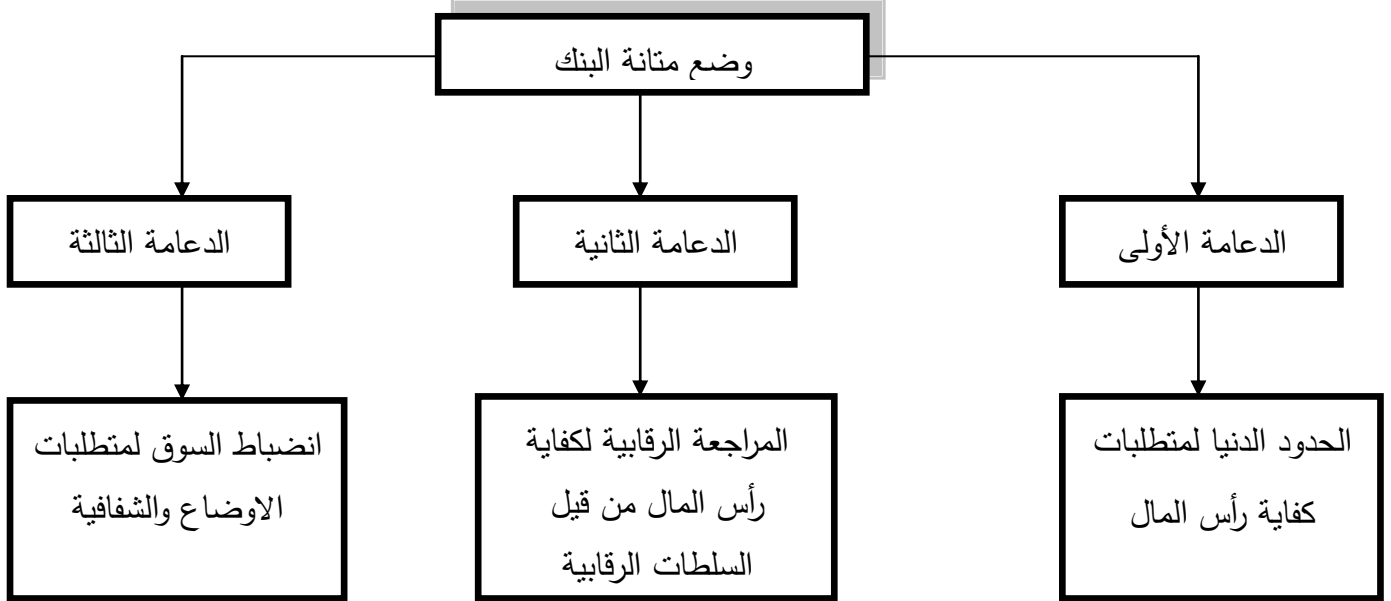 وضع متانة البنك
الدعامة الأولى
الدعامة الثانية
الدعامة الثالثة
الحدود الدنيا لمتطلبات
كفاية رأس المال
المراجعة الرقابية لكفاية
رأس المال من قيل
السلطات الرقابية
انضباط السوق لمتطلبات
الاوضاع والشفافية